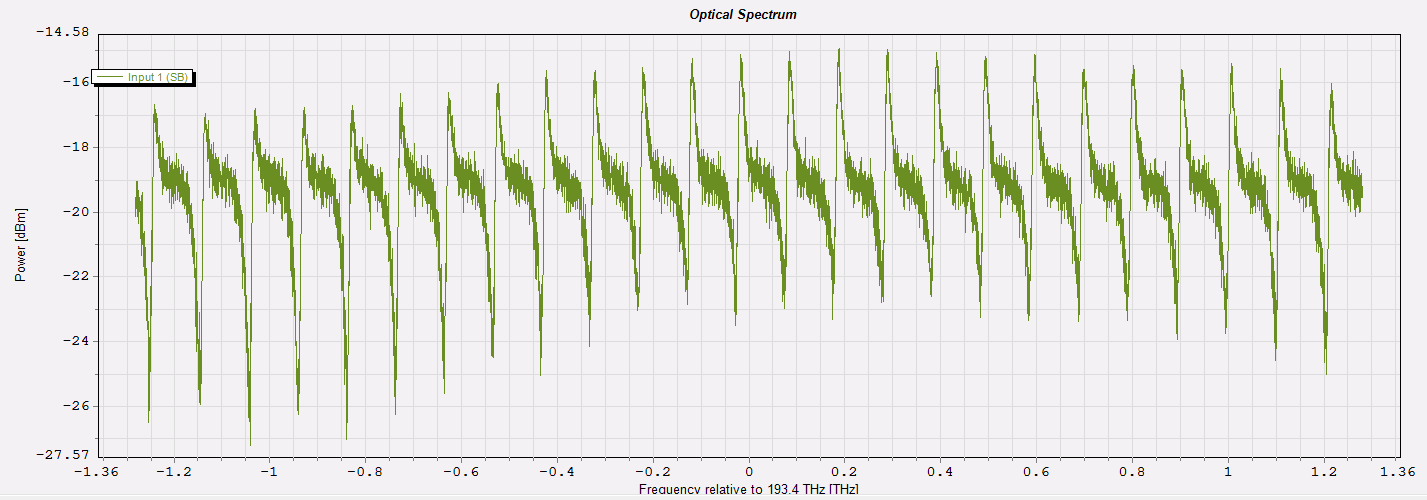 Optical Spectrum
-14.58
-16
-18
-20
-22
-24
-26
-27.57
Power [dBm]
Input 1 (SB)
-1.36 -1.2 -1 -0.8 -0.6 -0.4 -0.2 0 0.2 0.4 0.6 0.8 1 1.2 1.36
Frequency relative to 193.4 THz [THz]